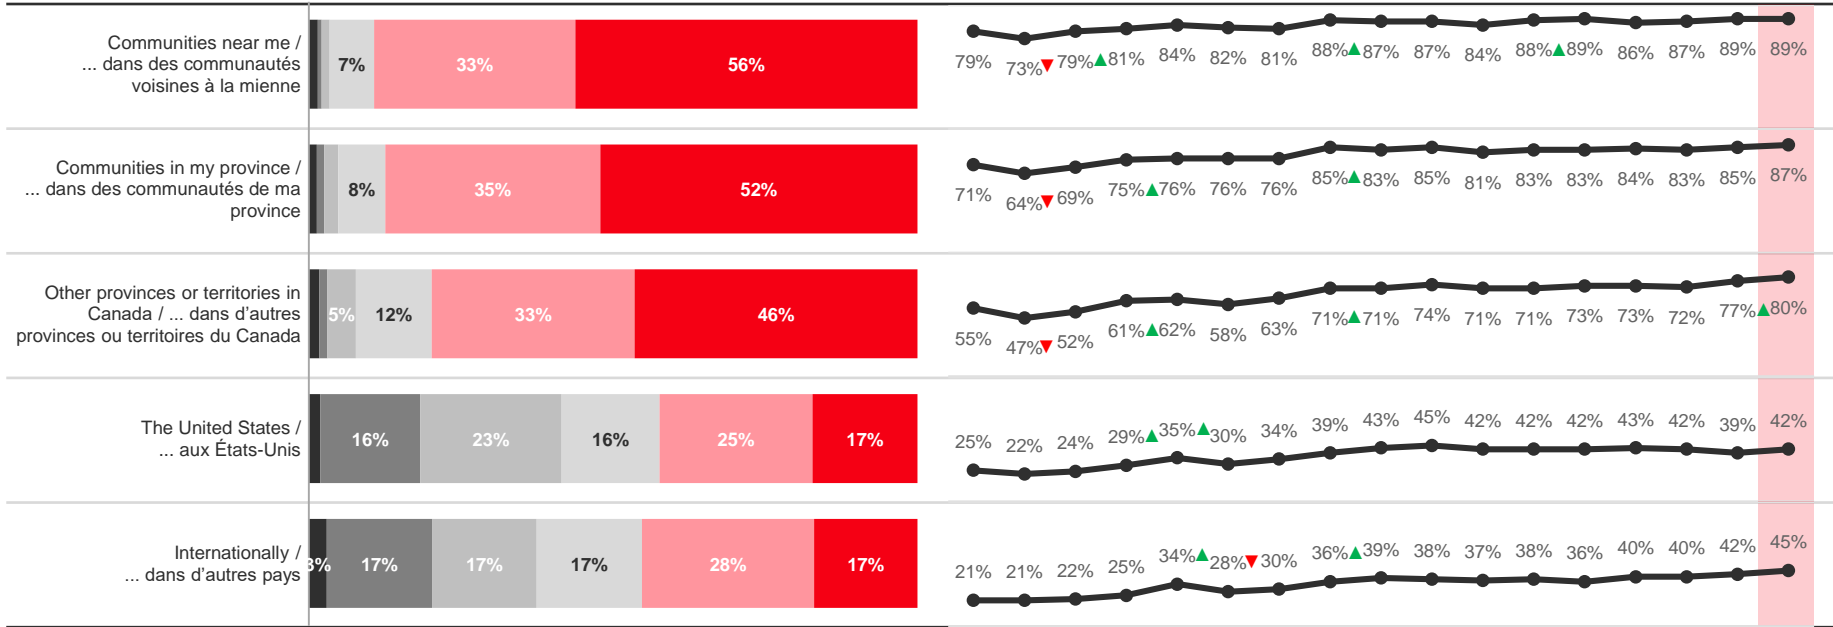 Communities near me /
... dans des communautés
voisines à la mienne
7% 33% 56%
79% 73%▼ 79%▲ 81% 84% 82% 81% 88%▲ 87% 87% 84% 88%▲ 89% 86% 87% 89% 89%
Communities in my province /
... dans des communautés de ma
province
8% 35% 52%
71% 64%▼ 69% 75%▲ 76% 76% 76% 85%▲ 83% 85% 81% 83% 83% 84% 83% 85% 87%
Other provinces or territories in
Canada / ... dans d'autres
provinces ou territoires du Canada
5% 12% 33% 46%
55% 47%▼ 52% 61%▲ 62% 58% 63% 71%▲ 71% 74% 71% 71% 73% 73% 72% 77%▲ 80%
The United States /
... aux États-Unis
16% 23% 16% 25% 17%
25% 22% 24% 29%▲ 35%▲ 30% 34% 39% 43% 45% 42% 42% 42% 43% 42% 39% 42%
Internationally /
... dans d'autres pays
3% 17% 17% 17% 28% 17%
21% 21% 22% 25% 34%▲ 28%▼ 30% 36%▲ 39% 38% 37% 38% 36% 40% 40% 42% 45%